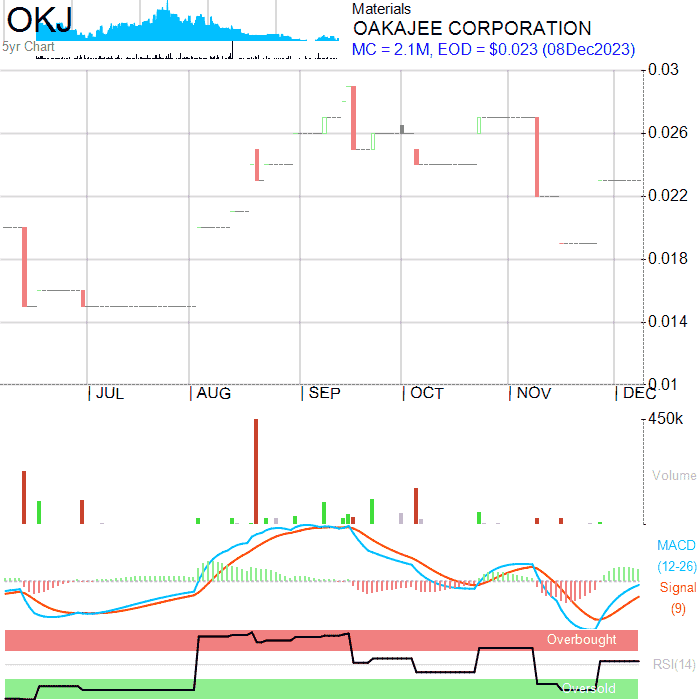 OKJ
5yr Chart
Materials
OAKAJEE CORPORATION
MC = 2.1M, EOD = $0.023 (08Dec2023)
0.03
0.026
0.022
0.018
0.014
0.01
JUL
AUG
SEP
OCT
NOV
DEC
450k
Volume
MACD
(12-26)
Signal
(9)
Overbought
RSI(14)
Oversold